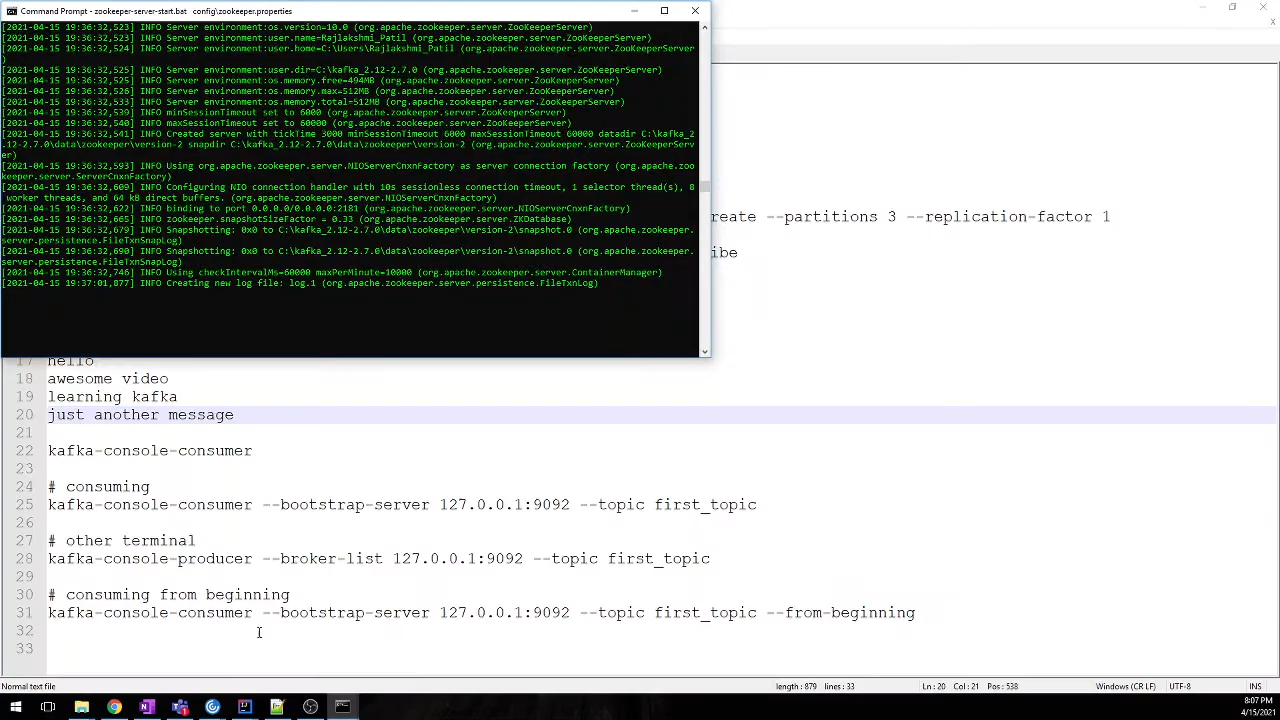 Command Prompt - zookeeper-server-start.bat config\zookeeper.properties
[2021-04-15 19:36:32,523] INFO Server environment:os.version=10.0 (org.apache.zookeeper.server.ZooKeeperServer)
[2021-04-15 19:36:32,523] INFO Server environment:user.name=Rajlakshmi_Patil (org.apache.zookeeper.server.ZooKeeperServer)
[2021-04-15 19:36:32,524] INFO Server environment:user.home=C:\Users\Rajlakshmi_Patil (org.apache.zookeeper.server.ZooKeeperServer
)
[2021-04-15 19:36:32,525] INFO Server environment:user.dir=C:\kafka_2.12-2.7.0 (org.apache.zookeeper.server.ZooKeeperServer)
[2021-04-15 19:36:32,525] INFO Server environment:os.memory.free=494MB (org.apache.zookeeper.server.ZooKeeperServer)
[2021-04-15 19:36:32,526] INFO Server environment:os.memory.max=512MB (org.apache.zookeeper.server.ZooKeeperServer)
[2021-04-15 19:36:32,533] INFO Server environment:os.memory.total=512MB (org.apache.zookeeper.server.ZooKeeperServer)
[2021-04-15 19:36:32,539] INFO minSessionTimeout set to 6000 (org.apache.zookeeper.server.ZooKeeperServer)
[2021-04-15 19:36:32,540] INFO maxSessionTimeout set to 60000 (org.apache.zookeeper.server.ZooKeeperServer)
[2021-04-15 19:36:32,541] INFO Created server with tickTime 3000 minSessionTimeout 6000 maxSessionTimeout 60000 datadir C:\kafka_2
.12-2.7.0\data\zookeeper\version-2 snapdir C:\kafka_2.12-2.7.0\data\zookeeper\version-2 (org.apache.zookeeper.server.ZooKeeperServ
er)
[2021-04-15 19:36:32,593] INFO Using org.apache.zookeeper.server.NIOServerCnxnFactory as server connection factory (org.apache.zoo
keeper.server.ServerCnxnFactory)
[2021-04-15 19:36:32,609] INFO Configuring NIO connection handler with 10s sessionless connection timeout, 1 selector thread(s), 8
worker threads, and 64 kB direct buffers. (org.apache.zookeeper.server.NIOServerCnxnFactory)
[2021-04-15 19:36:32,622] INFO binding to port 0.0.0.0/0.0.0.0:2181 (org.apache.zookeeper.server.NIOServerCnxnFactory)
[2021-04-15 19:36:32,665] INFO zookeeper.snapshotSizeFactor = 0.33 (org.apache.zookeeper.server.ZKDatabase)
[2021-04-15 19:36:32,679] INFO Snapshotting: 0x0 to C:\kafka_2.12-2.7.0\data\zookeeper\version-2\snapshot.0 (org.apache.zookeeper.
server.persistence.FileTxnSnapLog)
[2021-04-15 19:36:32,690] INFO Snapshotting: 0x0 to C:\kafka_2.12-2.7.0\data\zookeeper\version-2\snapshot.0 (org.apache.zookeeper.
server.persistence.FileTxnSnapLog)
[2021-04-15 19:36:32,746] INFO Using checkIntervalMs=60000 maxPerMinute=10000 (org.apache.zookeeper.server.ContainerManager)
[2021-04-15 19:37:01,877] INFO Creating new log file: log.1 (org.apache.zookeeper.server.persistence.FileTxnLog)
reate --partitions 3 --replication-factor 1
ibe
17 hello
18 awesome video
19 learning kafka
20 just another message
21
22 kafka-console-consumer
23
24 # consuming
25 kafka-console-consumer --bootstrap-server 127.0.0.1:9092 --topic first_topic
26
27 # other terminal
28 kafka-console-producer --broker-list 127.0.0.1:9092 --topic first_topic
29
30 # consuming from beginning
31 kafka-console-consumer --bootstrap-server 127.0.0.1:9092 --topic first_topic --from-beginning
32
33
Normal text file length : 879 lines : 33 Ln : 20 Col : 21 Pos : 538 Windows (CR LF) UTF-8 INS
8:07 PM
4/15/2021